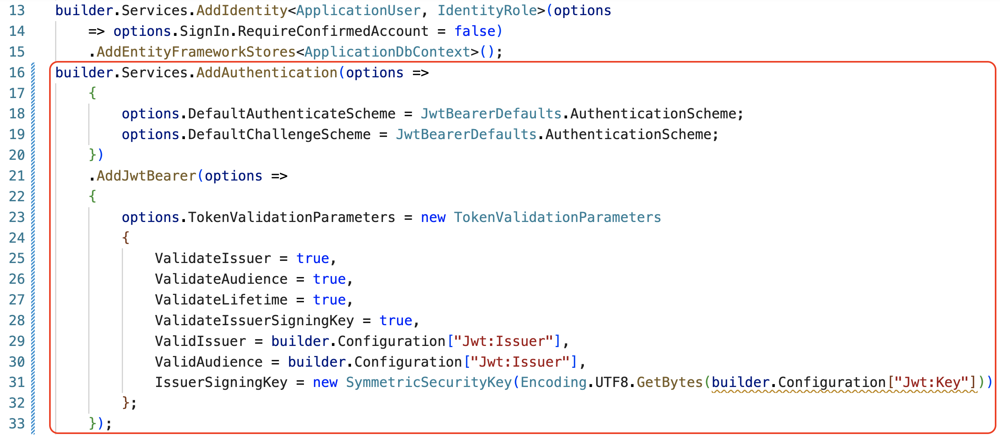 13 builder.Services.AddIdentity<ApplicationUser, IdentityRole>(options
14     => options.SignIn.RequireConfirmedAccount = false)
15     .AddEntityFrameworkStores<ApplicationDbContext>();
16 builder.Services.AddAuthentication(options =>
17     {
18         options.DefaultAuthenticateScheme = JwtBearerDefaults.AuthenticationScheme;
19         options.DefaultChallengeScheme = JwtBearerDefaults.AuthenticationScheme;
20     })
21     .AddJwtBearer(options =>
22     {
23         options.TokenValidationParameters = new TokenValidationParameters
24         {
25             ValidateIssuer = true,
26             ValidateAudience = true,
27             ValidateLifetime = true,
28             ValidateIssuerSigningKey = true,
29             ValidIssuer = builder.Configuration["Jwt:Issuer"],
30             ValidAudience = builder.Configuration["Jwt:Issuer"],
31             IssuerSigningKey = new SymmetricSecurityKey(Encoding.UTF8.GetBytes(builder.Configuration["Jwt:Key"]))
32         };
33     });